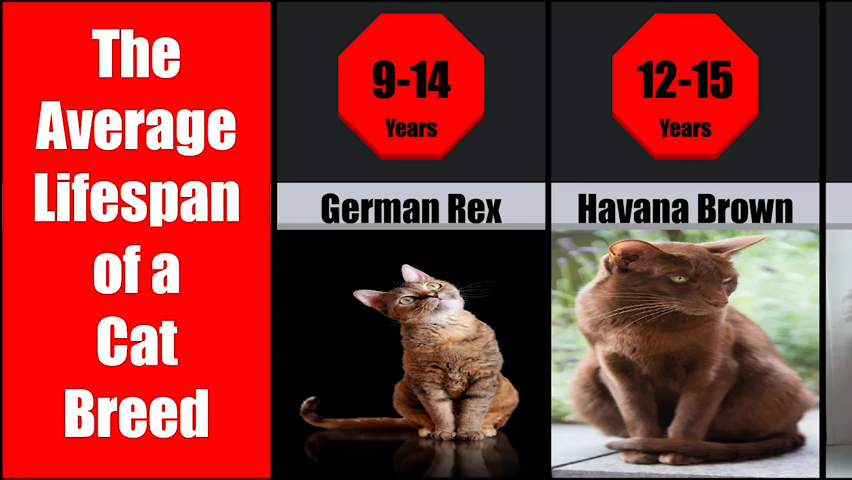 The
Average
Lifespan
of a
Cat
Breed
9-14
Years
German Rex
12-15
Years
Havana Brown